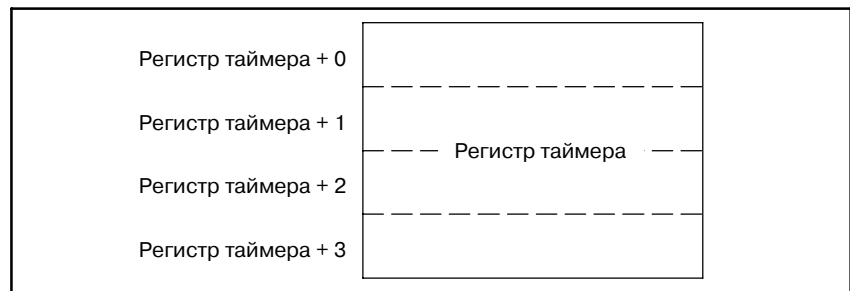 Регистр таймера + 0
Регистр таймера + 1
Регистр таймера
Регистр таймера + 2
Регистр таймера + 3